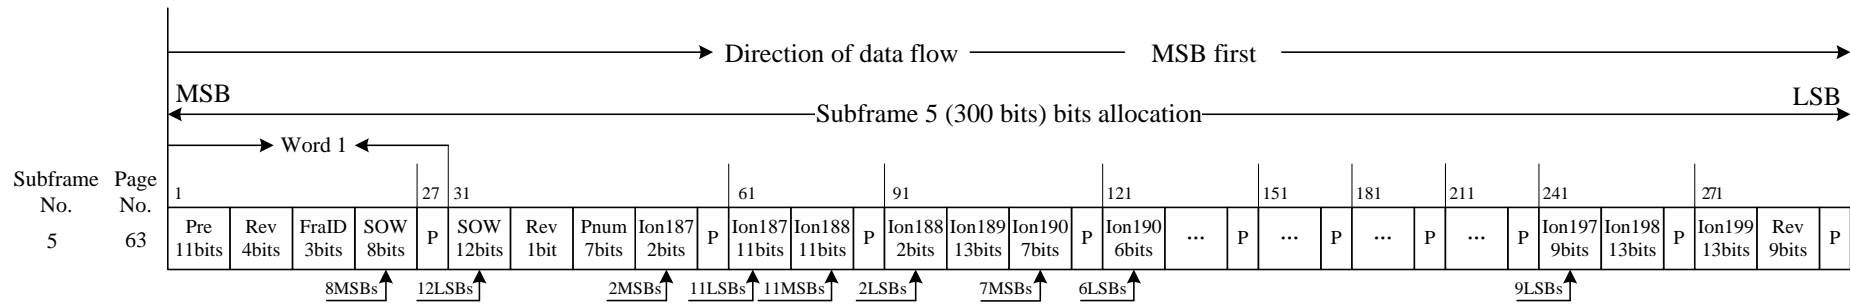 Direction of data flow MSB first
MSB LSB
Subframe 5 (300 bits) bits allocation
Word 1
Subframe No. Page No.
1 27 31 61 91 121 151 181 211 241 271
5 63
Pre 11bits
Rev 4bits
FraID 3bits
SOW 8bits
P
SOW 12bits
Rev 1bit
Pnum 7bits
Ion187 2bits
P
Ion187 11bits
Ion188 11bits
P
Ion188 2bits
Ion189 13bits
Ion190 7bits
P
Ion190 6bits
...
P
...
P
...
P
...
P
Ion197 9bits
Ion198 13bits
P
Ion199 13bits
Rev 9bits
P
8MSBs 12LSBs 2MSBs 11LSBs 11MSBs 2LSBs 7MSBs 6LSBs 9LSBs